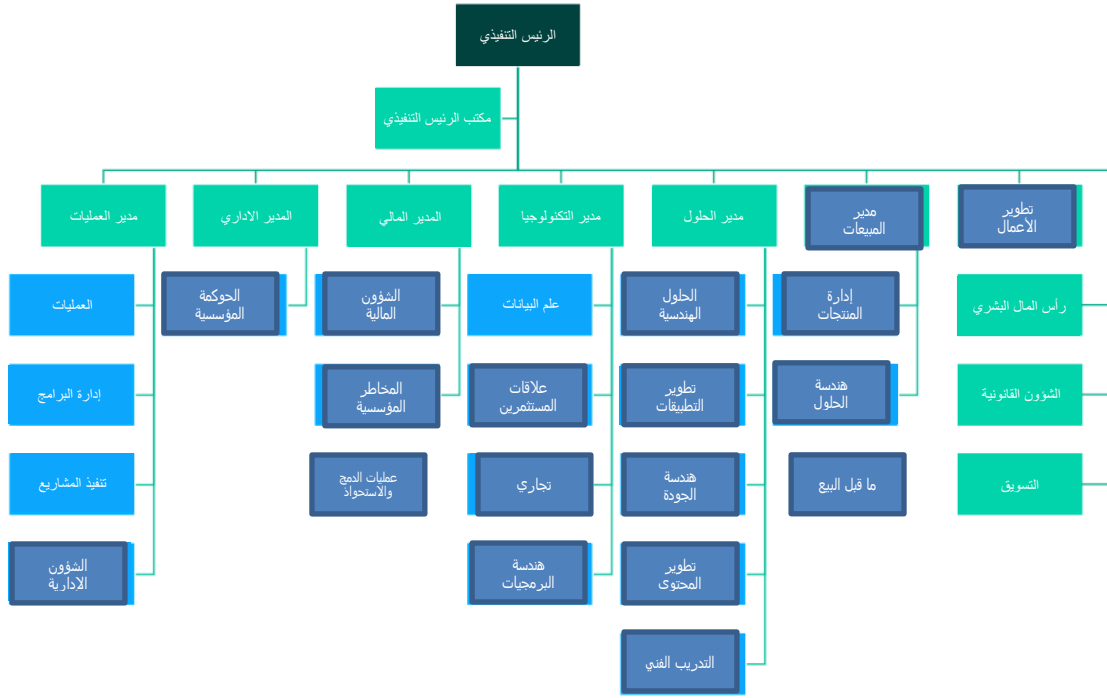 الرئيس التنفيذي
مكتب الرئيس التنفيذي
تطوير
الأعمال
مدير
المبيعات
مدير الحلول
مدير التكنولوجيا
المدير المالي
المدير الاداري
مدير العمليات
رأس المال البشري
إدارة
المنتجات
الحلول
الهندسية
علم البيانات
الشؤون
المالية
الحوكمة
المؤسسية
العمليات
الشؤون القانونية
هندسة
الحلول
تطوير
التطبيقات
علاقات
المستثمرين
المخاطر
المؤسسية
إدارة البرامج
التسويق
ما قبل البيع
هندسة
الجودة
تجاري
عمليات الدمج
والاستحواذ
تنفيذ المشاريع
تطوير
المحتوى
هندسة
البرمجيات
الشؤون
الإدارية
التدريب الفني